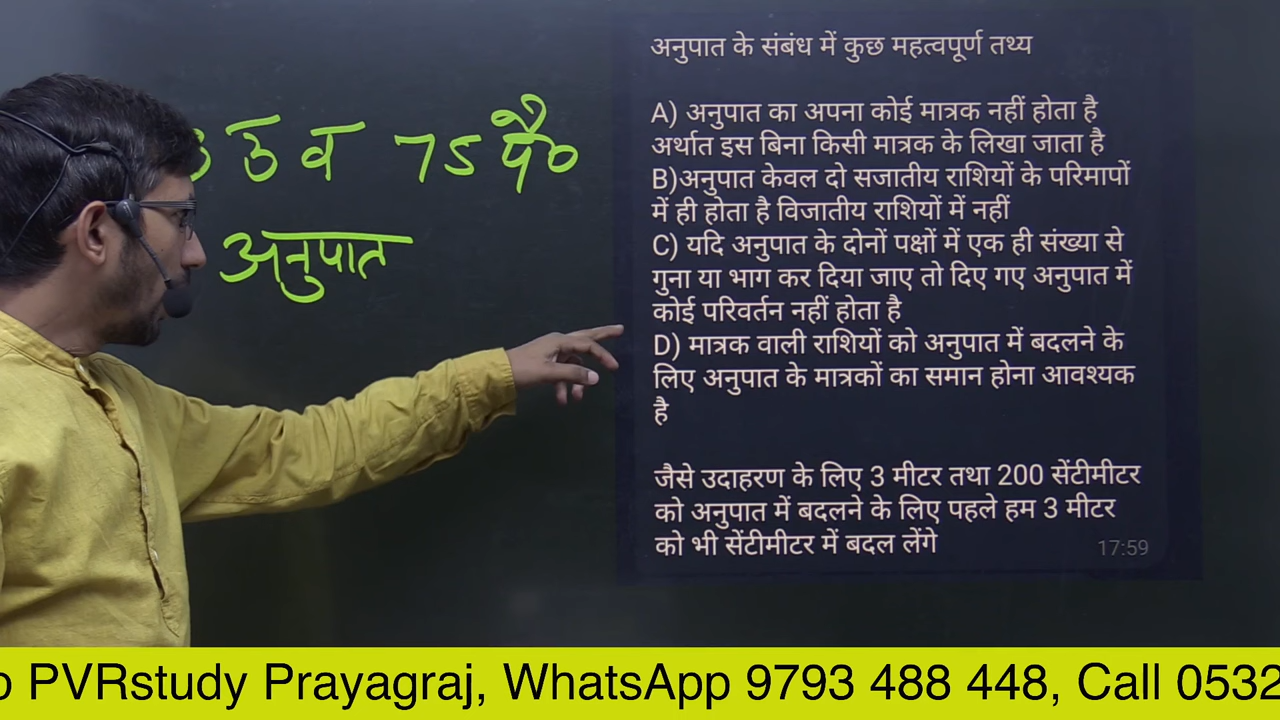 रु व 75 पै०
अनुपात
अनुपात के संबंध में कुछ महत्वपूर्ण तथ्य
A) अनुपात का अपना कोई मात्रक नहीं होता है
अर्थात इस बिना किसी मात्रक के लिखा जाता है
B)अनुपात केवल दो सजातीय राशियों के परिमापों
में ही होता है विजातीय राशियों में नहीं
C) यदि अनुपात के दोनों पक्षों में एक ही संख्या से
गुना या भाग कर दिया जाए तो दिए गए अनुपात में
कोई परिवर्तन नहीं होता है
D) मात्रक वाली राशियों को अनुपात में बदलने के
लिए अनुपात के मात्रकों का समान होना आवश्यक
है
जैसे उदाहरण के लिए 3 मीटर तथा 200 सेंटीमीटर
को अनुपात में बदलने के लिए पहले हम 3 मीटर
को भी सेंटीमीटर में बदल लेंगे
17:59
o PVRstudy Prayagraj, WhatsApp 9793 488 448, Call 0532